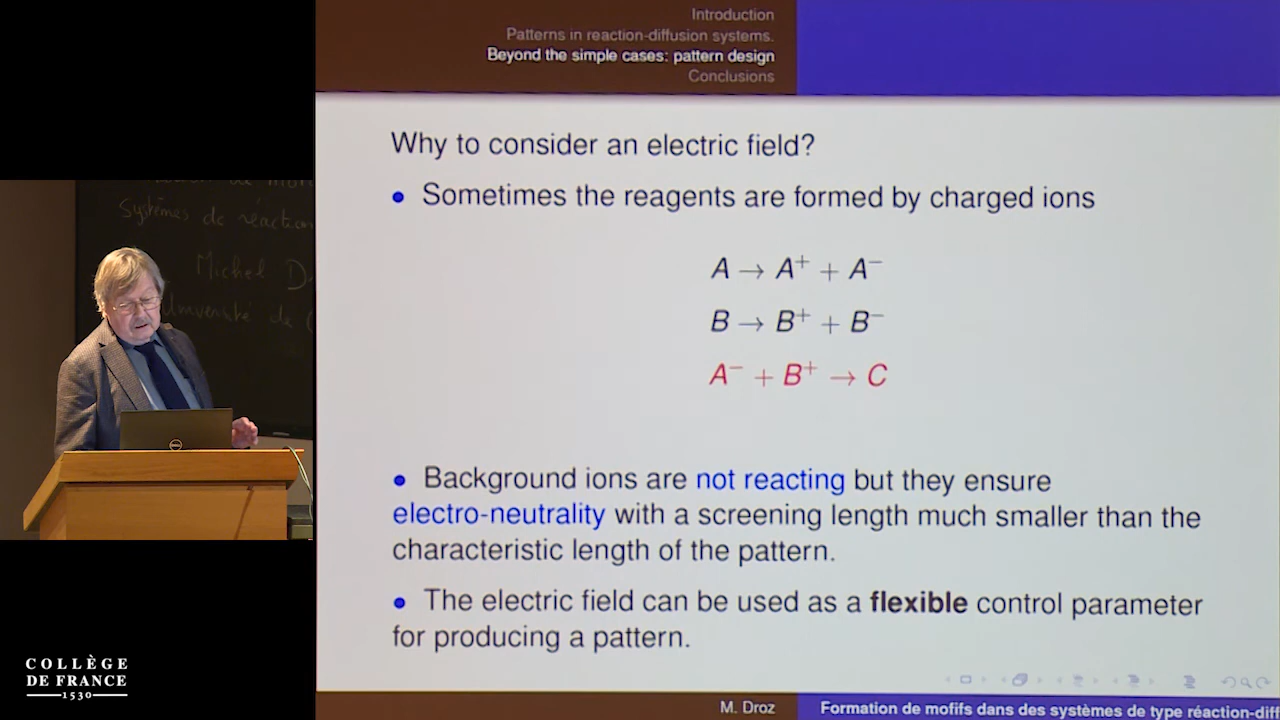 Introduction
Patterns in reaction-diffusion systems.
Beyond the simple cases: pattern design
Conclusions
Why to consider an electric field?
• Sometimes the reagents are formed by charged ions
A → A⁺ + A⁻
B → B⁺ + B⁻
A⁻ + B⁺ → C
• Background ions are not reacting but they ensure
electro-neutrality with a screening length much smaller than the
characteristic length of the pattern.
• The electric field can be used as a flexible control parameter
for producing a pattern.
M. Droz
Formation de mofifs dans des systèmes de type réaction-diff
Systèmes de réaction
Michel D
Université de
DELL
COLLÈGE
DE FRANCE
1530